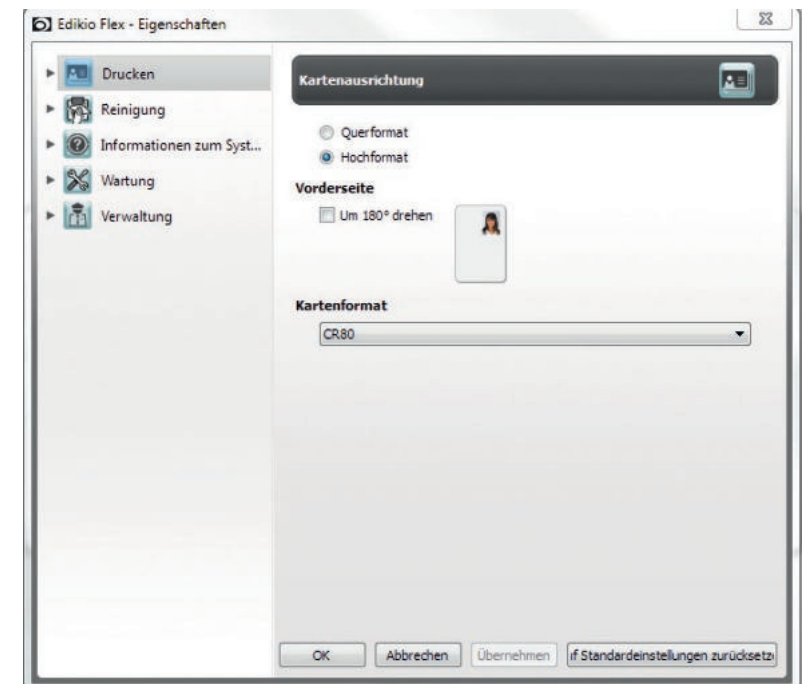 Edikio Flex - Eigenschaften
Drucken
Reinigung
Informationen zum Syst...
Wartung
Verwaltung
Kartenausrichtung
Querformat
Hochformat
Vorderseite
Um 180° drehen
Kartenformat
CR80
OK
Abbrechen
Übernehmen
f Standardeinstellungen zurücksetz